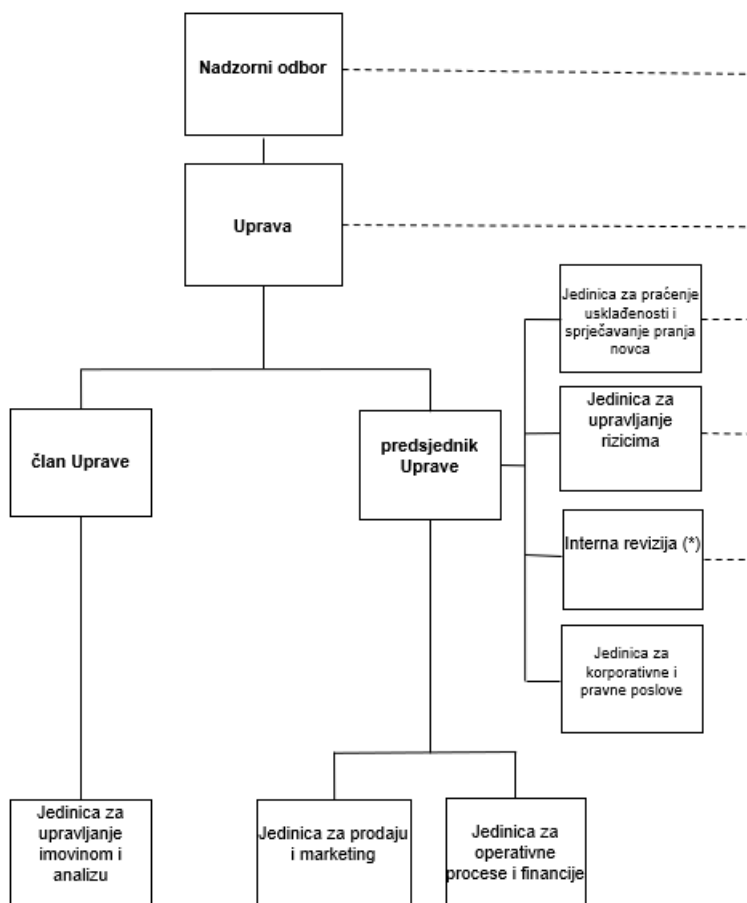 Nadzorni odbor
Uprava
Jedinica za praćenje
usklađenosti i
sprječavanje pranja
novca
Jedinica za
upravljanje
rizicima
član Uprave
predsjednik
Uprave
Interna revizija (*)
Jedinica za
korporativne i
pravne poslove
Jedinica za
upravljanje
imovinom i
analizu
Jedinica za prodaju
i marketing
Jedinica za
operativne
procese i financije